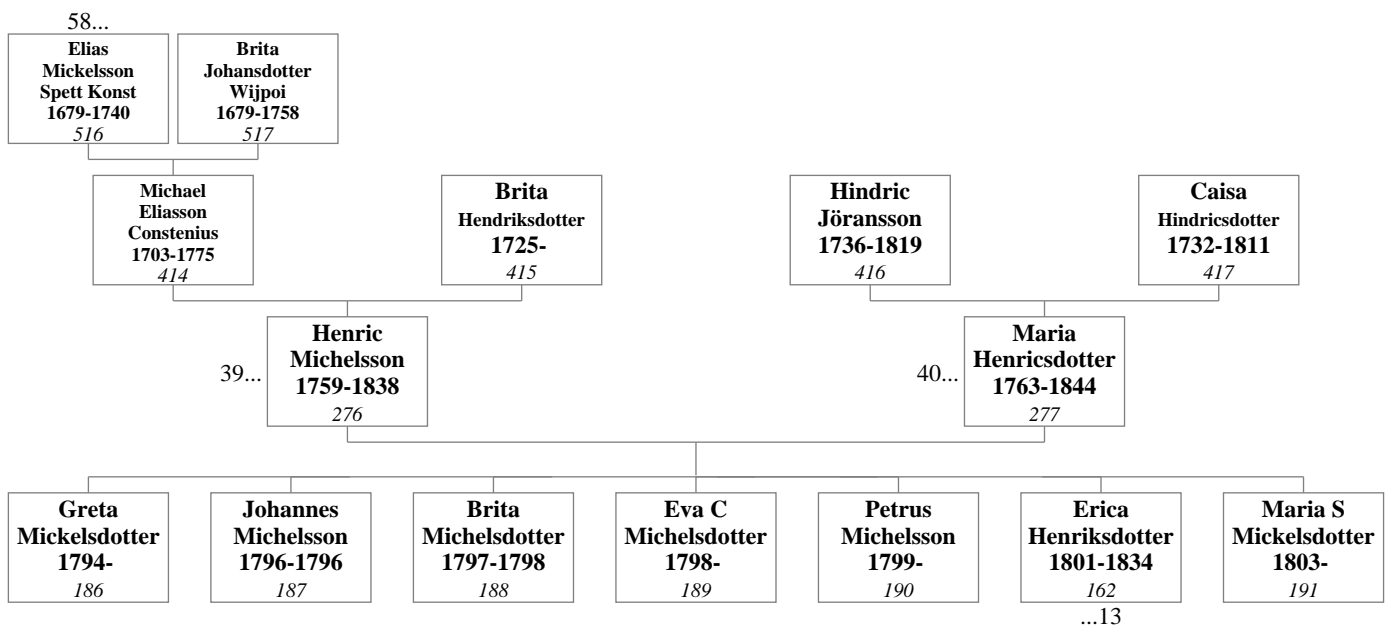 58...
Elias
Mickelsson
Spett Konst
1679-1740
516
Brita
Johansdotter
Wijpoi
1679-1758
517
Michael
Eliasson
Constenius
1703-1775
414
Brita
Hendriksdotter
1725-
415
Hindric
Jöransson
1736-1819
416
Caisa
Hindricsdotter
1732-1811
417
39...
Henric
Michelsson
1759-1838
276
40...
Maria
Henricsdotter
1763-1844
277
Greta
Mickelsdotter
1794-
186
Johannes
Michelsson
1796-1796
187
Brita
Michelsdotter
1797-1798
188
Eva C
Michelsdotter
1798-
189
Petrus
Michelsson
1799-
190
Erica
Henriksdotter
1801-1834
162
...13
Maria S
Mickelsdotter
1803-
191